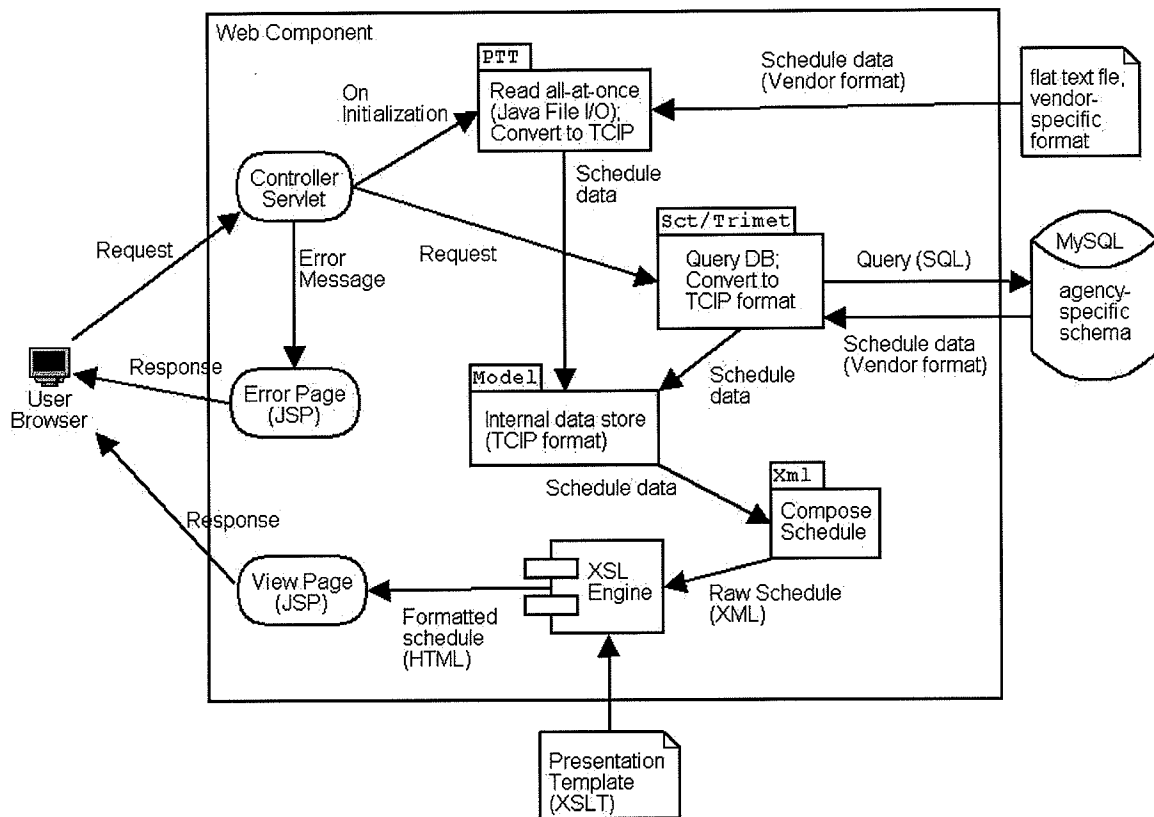 Web Component
PTT
Read all-at-once
(Java File I/O);
Convert to TCIP
Schedule data
(Vendor format)
flat text fle,
vendor-
specific
format
On
Initialization
Controller
Servlet
Schedule
data
Request
Error
Message
Request
Sct/Trimet
Query DB;
Convert to
TCIP format
Query (SQL)
MySQL
agency-
specific
schema
Schedule data
(Vendor format)
User
Browser
Response
Error Page
(JSP)
Schedule
data
Model
Internal data store
(TCIP format)
Schedule data
Xml
Compose
Schedule
Response
View Page
(JSP)
Formatted
schedule
(HTML)
XSL
Engine
Raw Schedule
(XML)
Presentation
Template
(XSLT)